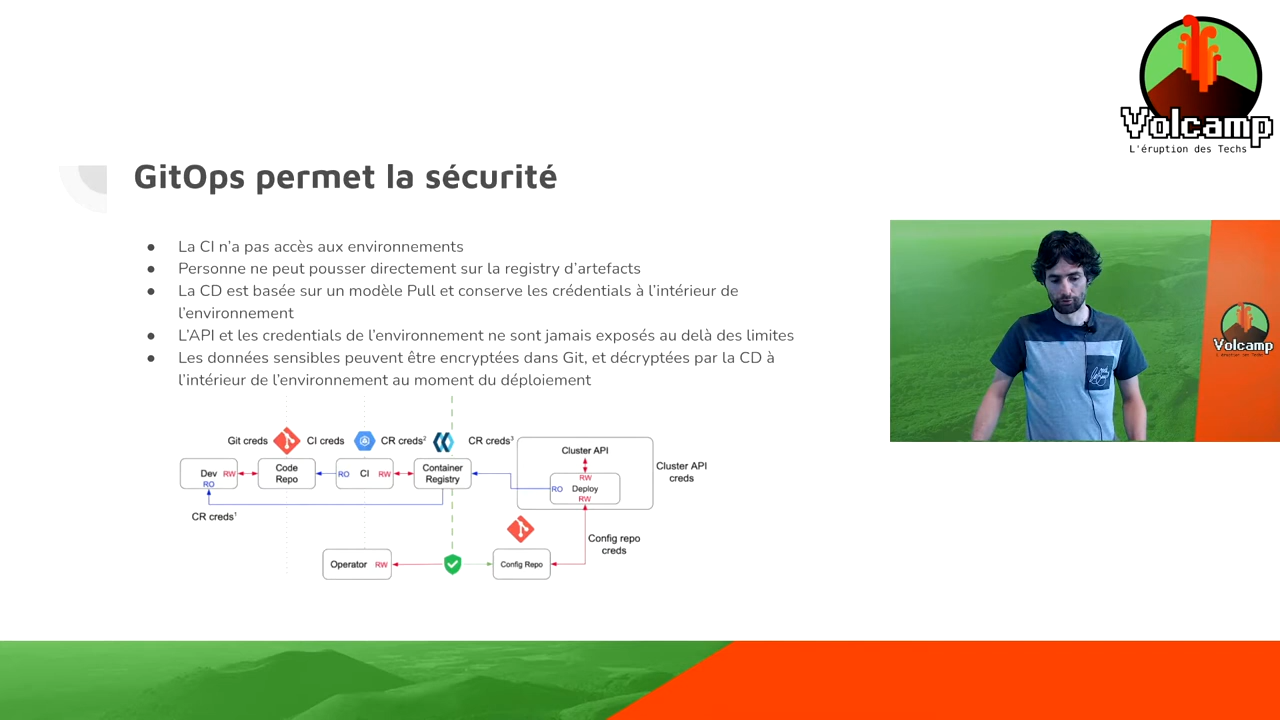 Volcamp
L'éruption des Techs
GitOps permet la sécurité
● La CI n'a pas accès aux environnements
● Personne ne peut pousser directement sur la registry d'artefacts
● La CD est basée sur un modèle Pull et conserve les crédentials à l'intérieur de
l'environnement
● L'API et les credentials de l'environnement ne sont jamais exposés au delà des limites
● Les données sensibles peuvent être encryptées dans Git, et décryptées par la CD à
l'intérieur de l'environnement au moment du déploiement
Git creds
CI creds
CR creds²
CR creds³
Cluster API
Dev RW
RO
Code
Repo
RO CI RW
Container
Registry
RW
RO Deploy
RW
Cluster API
creds
CR creds¹
Config repo
creds
Operator RW
Config Repo
Volcamp